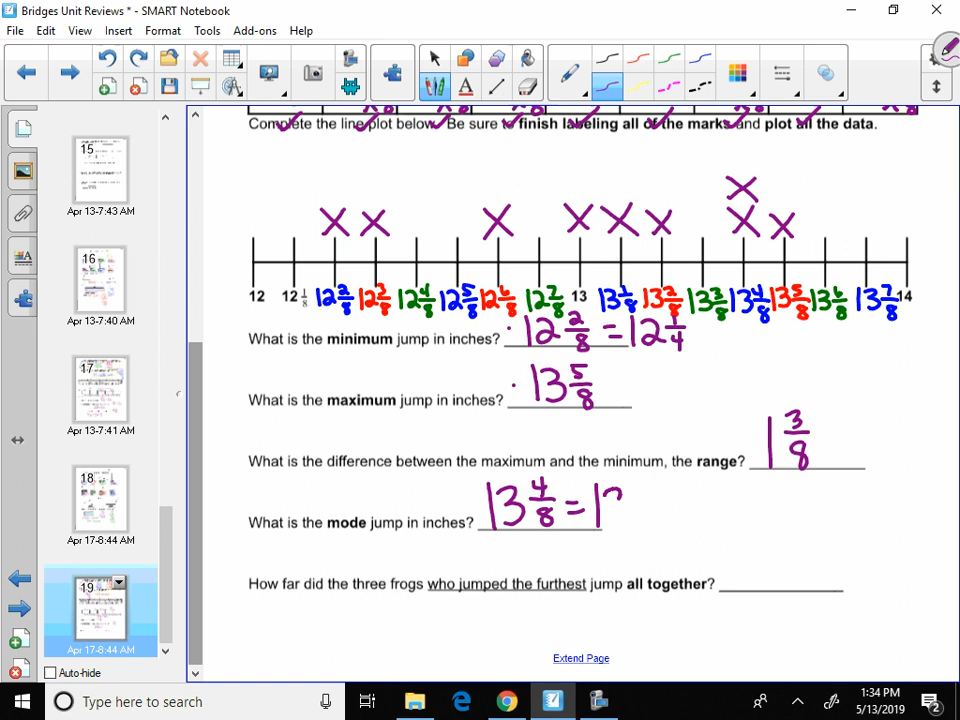 Bridges Unit Reviews * - SMART Notebook
File Edit View Insert Format Tools Add-ons Help
15
Apr 13-7:43 AM
16
Apr 13-7:40 AM
17
Apr 13-7:41 AM
18
Apr 17-8:44 AM
19
Apr 17-8:44 AM
Auto-hide
Complete the line plot below. Be sure to finish labeling all of the marks and plot all the data.
X
X X X X X X X X
12 12 1/8 12 2/8 12 3/8 12 4/8 12 5/8 12 6/8 12 7/8 13 13 1/8 13 2/8 13 3/8 13 4/8 13 5/8 13 6/8 13 7/8 14
What is the minimum jump in inches? 12 2/8 = 12 1/4
What is the maximum jump in inches? 13 5/8
What is the difference between the maximum and the minimum, the range? 1 3/8
What is the mode jump in inches? 13 4/8 = 1
How far did the three frogs who jumped the furthest jump all together?
Extend Page
Type here to search
1:34 PM
5/13/2019
2